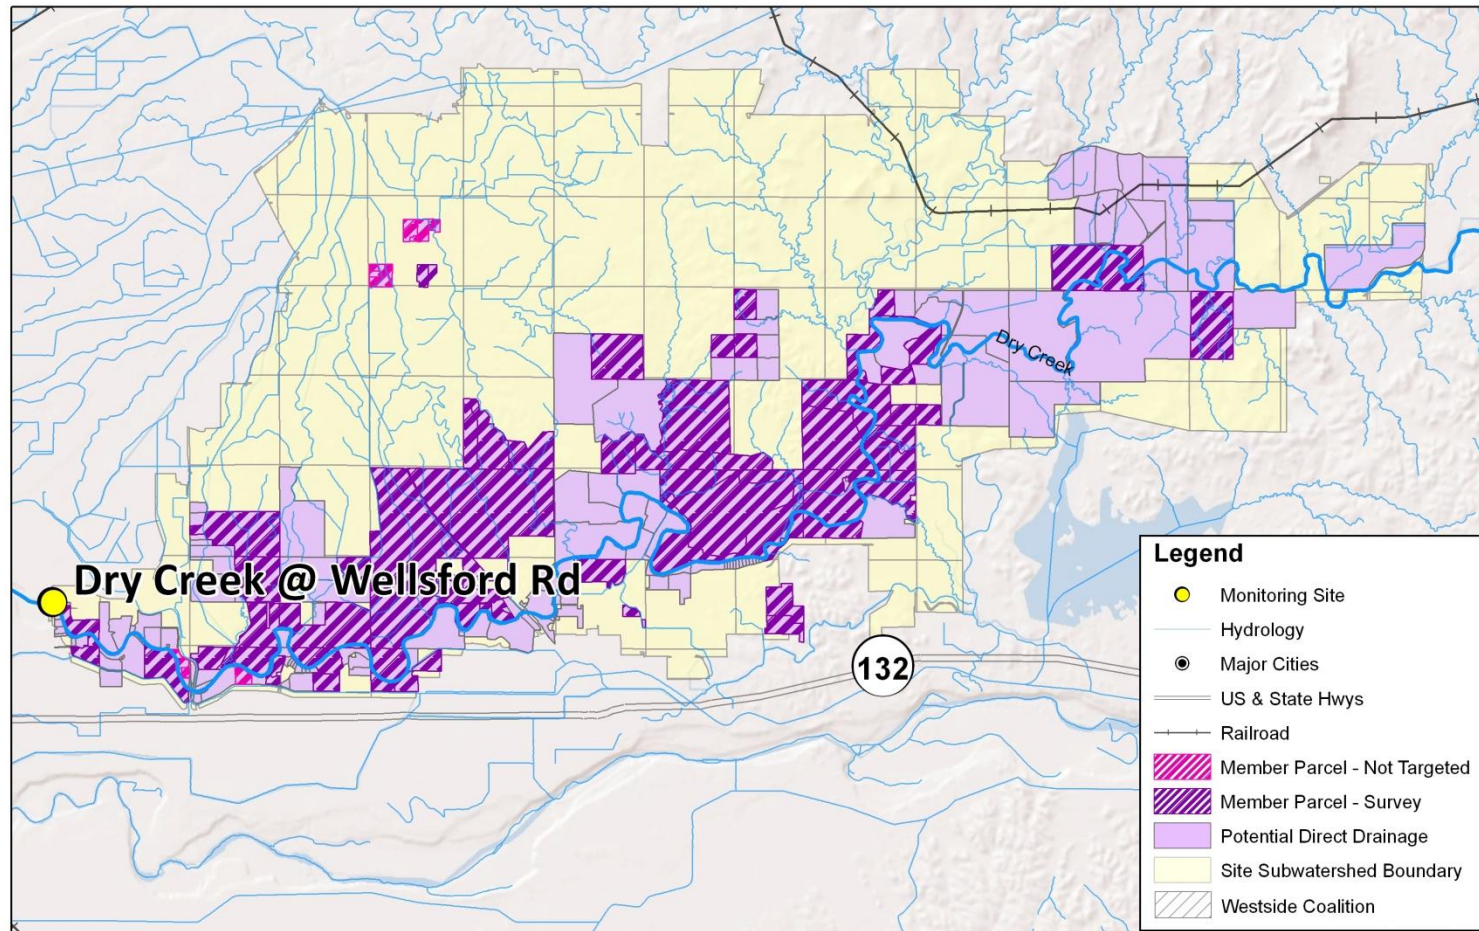 Dry Creek
Dry Creek @ Wellsford Rd
132
Legend
Monitoring Site
Hydrology
Major Cities
US & State Hwys
Railroad
Member Parcel - Not Targeted
Member Parcel - Survey
Potential Direct Drainage
Site Subwatershed Boundary
Westside Coalition